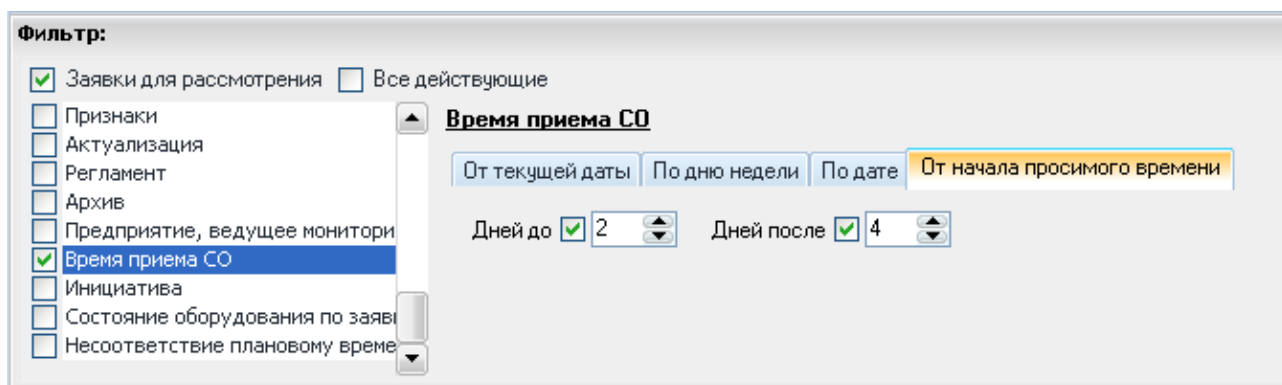 Фильтр:
Заявки для рассмотрения Все действующие
Признаки
Актуализация
Регламент
Архив
Предприятие, ведущее монитори
Время приема СО
Инициатива
Состояние оборудования по заяв
Несоответствие плановому време
Время приема СО
От текущей даты По дню недели По дате От начала просимого времени
Дней до 2 Дней после 4